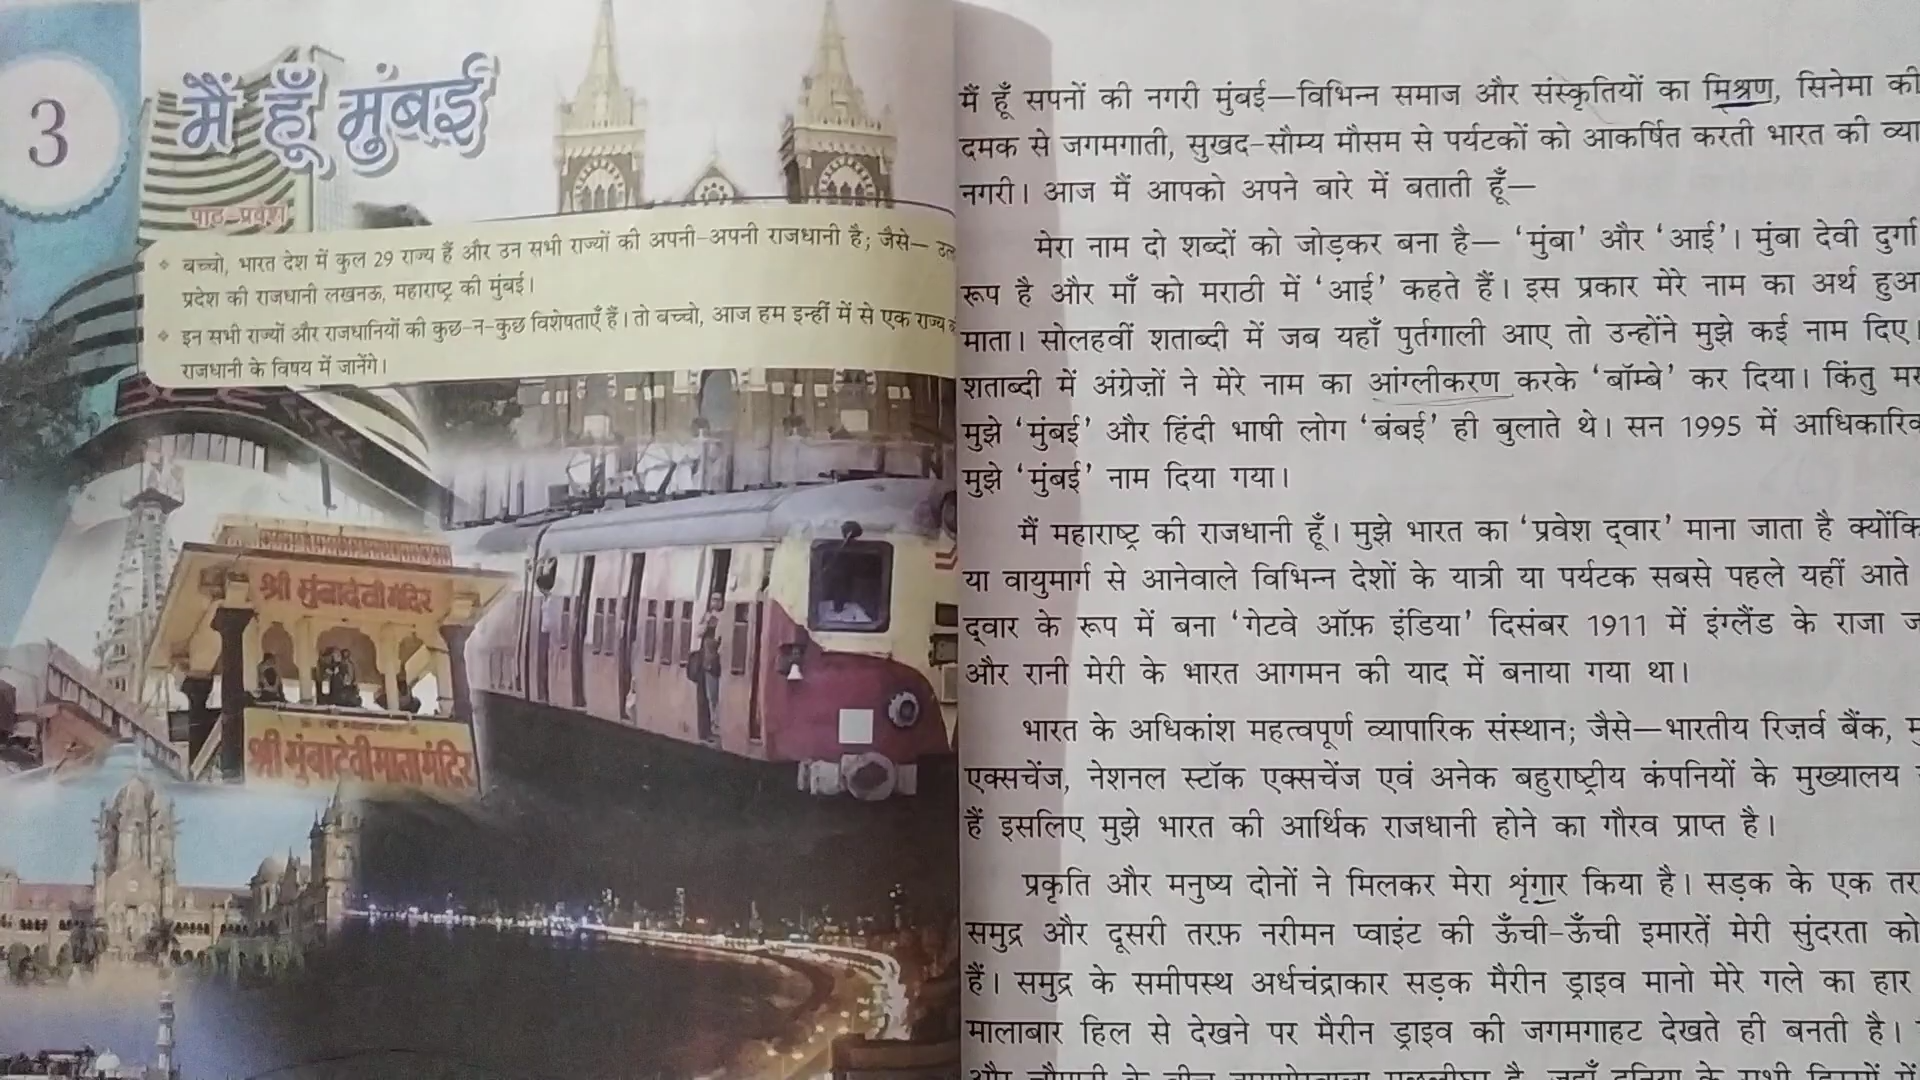 3
मैं हूँ मुंबई
पाठ-प्रवेश
बच्चो, भारत देश में कुल 29 राज्य हैं और उन सभी राज्यों की अपनी-अपनी राजधानी है; जैसे—
प्रदेश की राजधानी लखनऊ, महाराष्ट्र की मुंबई।
इन सभी राज्यों और राजधानियों की कुछ-न-कुछ विशेषताएँ हैं। तो बच्चो, आज हम इन्हीं में से एक राज्य
राजधानी के विषय में जानेंगे।
श्री मुंबादेवी मंदिर
श्री मुंबादेवी माता मंदिर
मैं हूँ सपनों की नगरी मुंबई—विभिन्न समाज और संस्कृतियों का मिश्रण, सिनेमा की
दमक से जगमगाती, सुखद-सौम्य मौसम से पर्यटकों को आकर्षित करती भारत की
नगरी। आज मैं आपको अपने बारे में बताती हूँ—
मेरा नाम दो शब्दों को जोड़कर बना है— ‘मुंबा’ और ‘आई’। मुंबा देवी दुर्गा
रूप है और माँ को मराठी में ‘आई’ कहते हैं। इस प्रकार मेरे नाम का अर्थ हुआ
माता। सोलहवीं शताब्दी में जब यहाँ पुर्तगाली आए तो उन्होंने मुझे कई नाम दिए।
शताब्दी में अंग्रेज़ों ने मेरे नाम का आंग्लीकरण करके ‘बॉम्बे’ कर दिया। किंतु
मुझे ‘मुंबई’ और हिंदी भाषी लोग ‘बंबई’ ही बुलाते थे। सन 1995 में
मुझे ‘मुंबई’ नाम दिया गया।
मैं महाराष्ट्र की राजधानी हूँ। मुझे भारत का ‘प्रवेश द्वार’ माना जाता है क्योंकि
या वायुमार्ग से आनेवाले विभिन्न देशों के यात्री या पर्यटक सबसे पहले यहीं आते
द्वार के रूप में बना ‘गेटवे ऑफ़ इंडिया’ दिसंबर 1911 में इंग्लैंड के राजा
और रानी मेरी के भारत आगमन की याद में बनाया गया था।
भारत के अधिकांश महत्वपूर्ण व्यापारिक संस्थान; जैसे—भारतीय रिज़र्व बैंक,
एक्सचेंज, नेशनल स्टॉक एक्सचेंज एवं अनेक बहुराष्ट्रीय कंपनियों के मुख्यालय
हैं इसलिए मुझे भारत की आर्थिक राजधानी होने का गौरव प्राप्त है।
प्रकृति और मनुष्य दोनों ने मिलकर मेरा शृंगार किया है। सड़क के एक
समुद्र और दूसरी तरफ़ नरीमन प्वाइंट की ऊँची-ऊँची इमारतें मेरी सुंदरता को
हैं। समुद्र के समीपस्थ अर्धचंद्राकार सड़क मैरीन ड्राइव मानो मेरे गले का हार
मालाबार हिल से देखने पर मैरीन ड्राइव की जगमगाहट देखते ही बनती है।